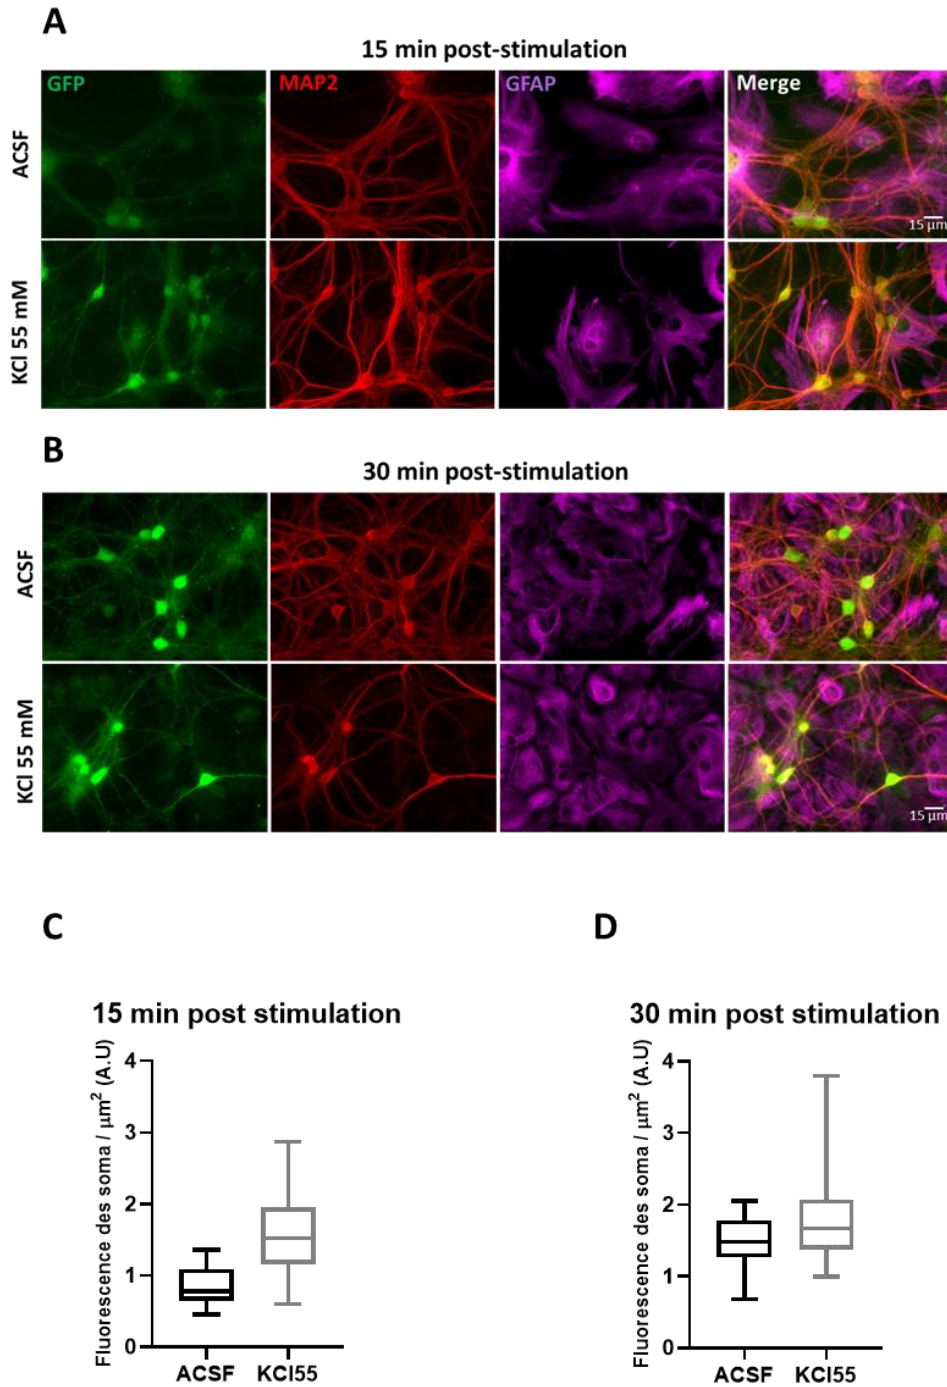 A
15 min post-stimulation
GFP
MAP2
GFAP
Merge
ACSF
15 µm
KCl 55 mM
B
30 min post-stimulation
ACSF
KCl 55 mM
15 µm
C
D
15 min post stimulation
30 min post stimulation
Fluorescence des soma / µm² (A.U)
4
3
2
1
0
ACSF
KCl55
Fluorescence des soma / µm² (A.U)
4
3
2
1
0
ACSF
KCl55